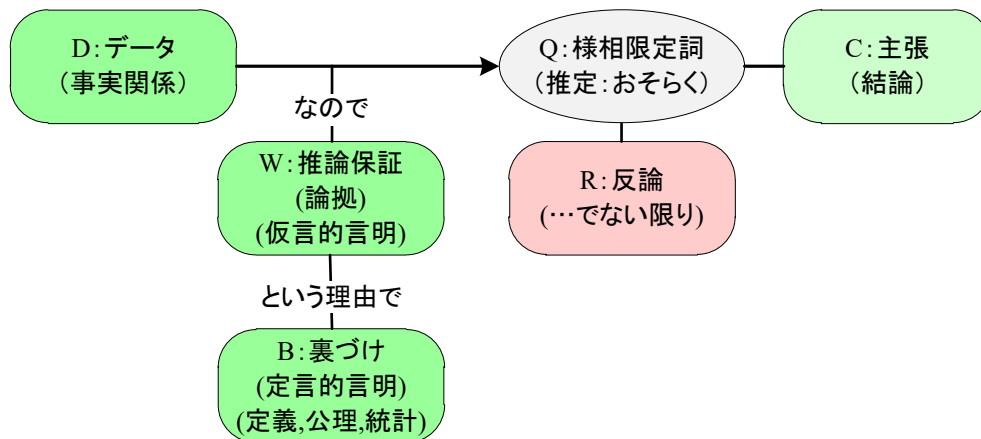 D：データ
（事実関係）
Q：様相限定詞
（推定：おそらく）
C：主張
（結論）
なので
W：推論保証
(論拠)
(仮言的言明)
R：反論
(…でない限り)
という理由で
B：裏づけ
(定言的言明)
(定義,公理,統計)